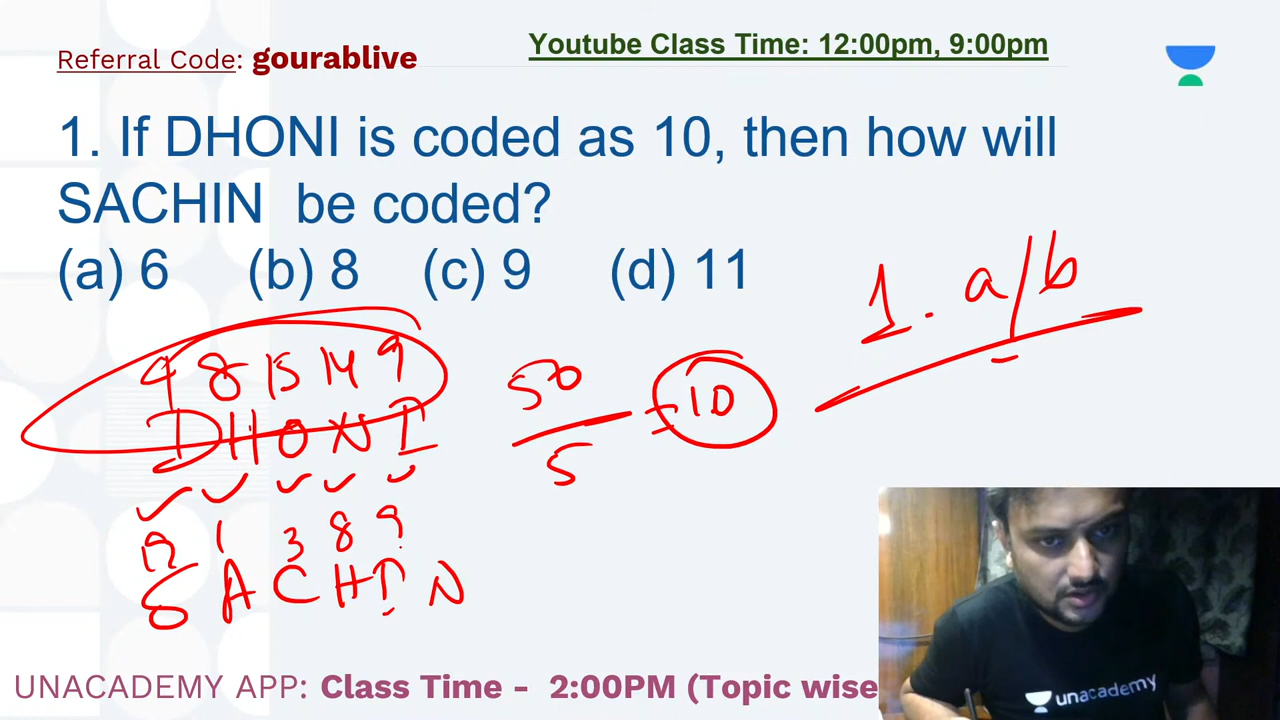 Referral Code: gourablive
Youtube Class Time: 12:00pm, 9:00pm
1. If DHONI is coded as 10, then how will
SACHIN be coded?
(a) 6 (b) 8 (c) 9 (d) 11
1. a/b
4 8 15 14 9
D H O N I
50
5
= 10
19 1 3 8 9
S A C H I N
UNACADEMY APP: Class Time - 2:00PM (Topic wise
unacademy